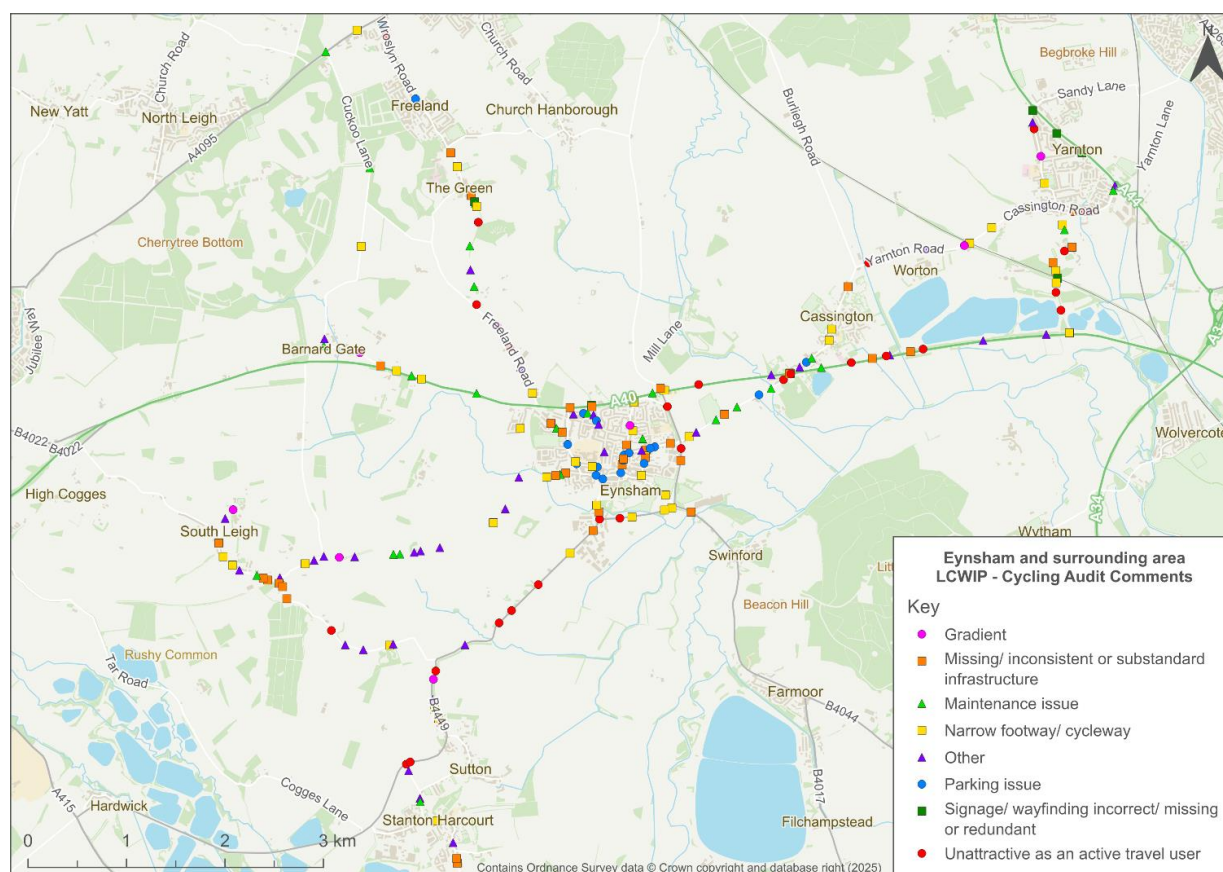 Wroslyn Road
Church Road
Church Road
N
Begbroke Hill
Sandy Lane
New Yatt
North Leigh
Freeland
Church Hanborough
Burliegh Road
Yarnton
Yarnton Lane
A4095
Cuckoo Lane
The Green
A44
Cassington Road
Cherrytree Bottom
Yarnton Road
Worton
Jubilee Way
Barnard Gate
Freeland Road
Mill Lane
Cassington
A40
B4022
B4022
Wolvercote
High Cogges
Eynsham
A34
A34
South Leigh
Swinford
Wytham
Beacon Hill
Rushy Common
Tar Road
Farmoor
B4044
B4449
Sutton
Cogges Lane
A415
Hardwick
Stanton Harcourt
B4017
Filchampstead
0 1 2 3 km
Contains Ordnance Survey data © Crown copyright and database right (2025)
Eynsham and surrounding area
LCWIP - Cycling Audit Comments
Key
Gradient
Missing/ inconsistent or substandard
infrastructure
Maintenance issue
Narrow footway/ cycleway
Other
Parking issue
Signage/ wayfinding incorrect/ missing
or redundant
Unattractive as an active travel user